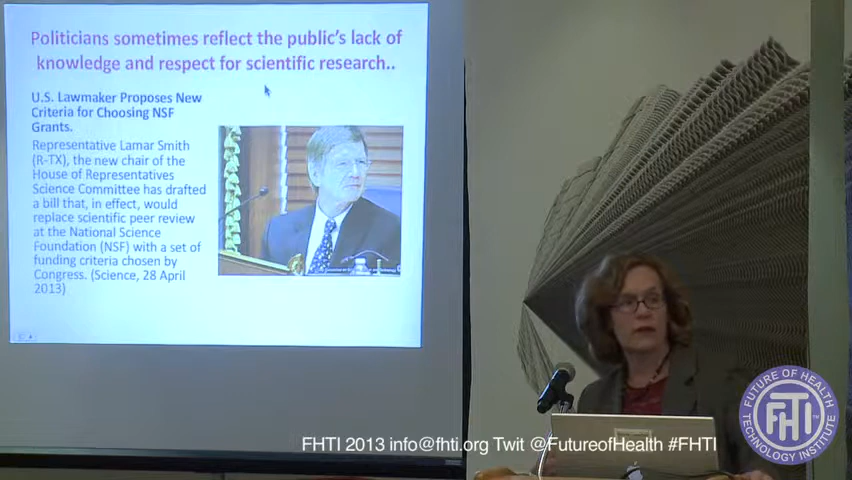 Politicians sometimes reflect the public's lack of
knowledge and respect for scientific research..
U.S. Lawmaker Proposes New
Criteria for Choosing NSF
Grants.
Representative Lamar Smith
(R-TX), the new chair of the
House of Representatives
Science Committee has drafted
a bill that, in effect, would
replace scientific peer review
at the National Science
Foundation (NSF) with a set of
funding criteria chosen by
Congress. (Science, 28 April
2013)
FUTURE OF HEALTH
FHTI
TM
TECHNOLOGY INSTITUTE
FHTI 2013 info@fhti.org Twit @FutureofHealth #FHTI